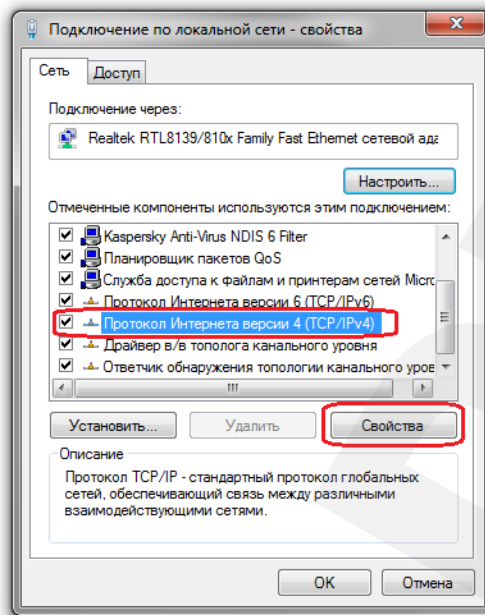 Подключение по локальной сети - свойства
Сеть
Доступ
Подключение через:
Realtek RTL8139/810x Family Fast Ethernet сетевой ада
Настроить...
Отмеченные компоненты используются этим подключением:
Kaspersky Anti-Virus NDIS 6 Filter
Планировщик пакетов QoS
Служба доступа к файлам и принтерам сетей Micro
Протокол Интернета версии 6 (TCP/IPv6)
Протокол Интернета версии 4 (TCP/IPv4)
Драйвер в/в тополога канального уровня
Ответчик обнаружения топологии канального уров
Установить...
Удалить
Свойства
Описание
Протокол TCP/IP - стандартный протокол глобальных
сетей, обеспечивающий связь между различными
взаимодействующими сетями.
ОК
Отмена